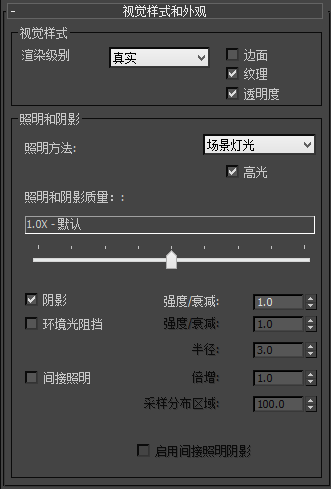 视觉样式和外观
视觉样式
渲染级别 真实 边面
纹理
透明度
照明和阴影
照明方法: 场景灯光
高光
照明和阴影质量: :
1.0X - 默认
阴影 强度/衰减: 1.0
环境光阻挡 强度/衰减: 1.0
半径: 3.0
间接照明 倍增: 1.0
采样分布区域: 100.0
启用间接照明阴影